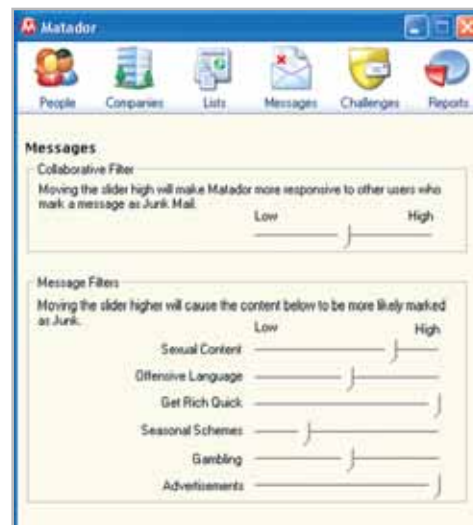 Matador
People Companies Lists Messages Challenges Reports
Messages
Collaborative Filter
Moving the slider high will make Matador more responsive to other users who
mark a message as Junk Mail.
Low High
Message Filters
Moving the slider higher will cause the content below to be more likely marked
as Junk.
Low High
Sexual Content
Offensive Language
Get Rich Quick
Seasonal Schemes
Gambling
Advertisements